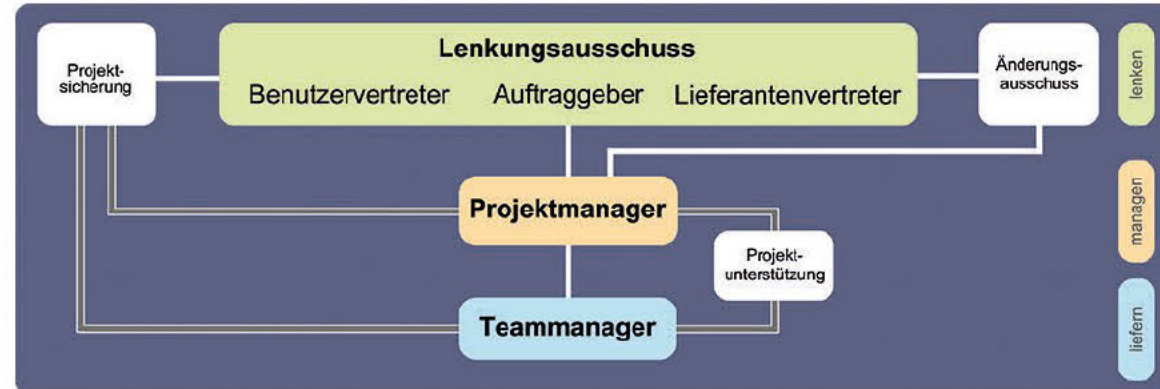 Projekt-
sicherung
Lenkungsausschuss
Benutzervertreter Auftraggeber Lieferantenvertreter
Änderungs-
ausschuss
lenken
Projektmanager
managen
Projekt-
unterstützung
Teammanager
liefern